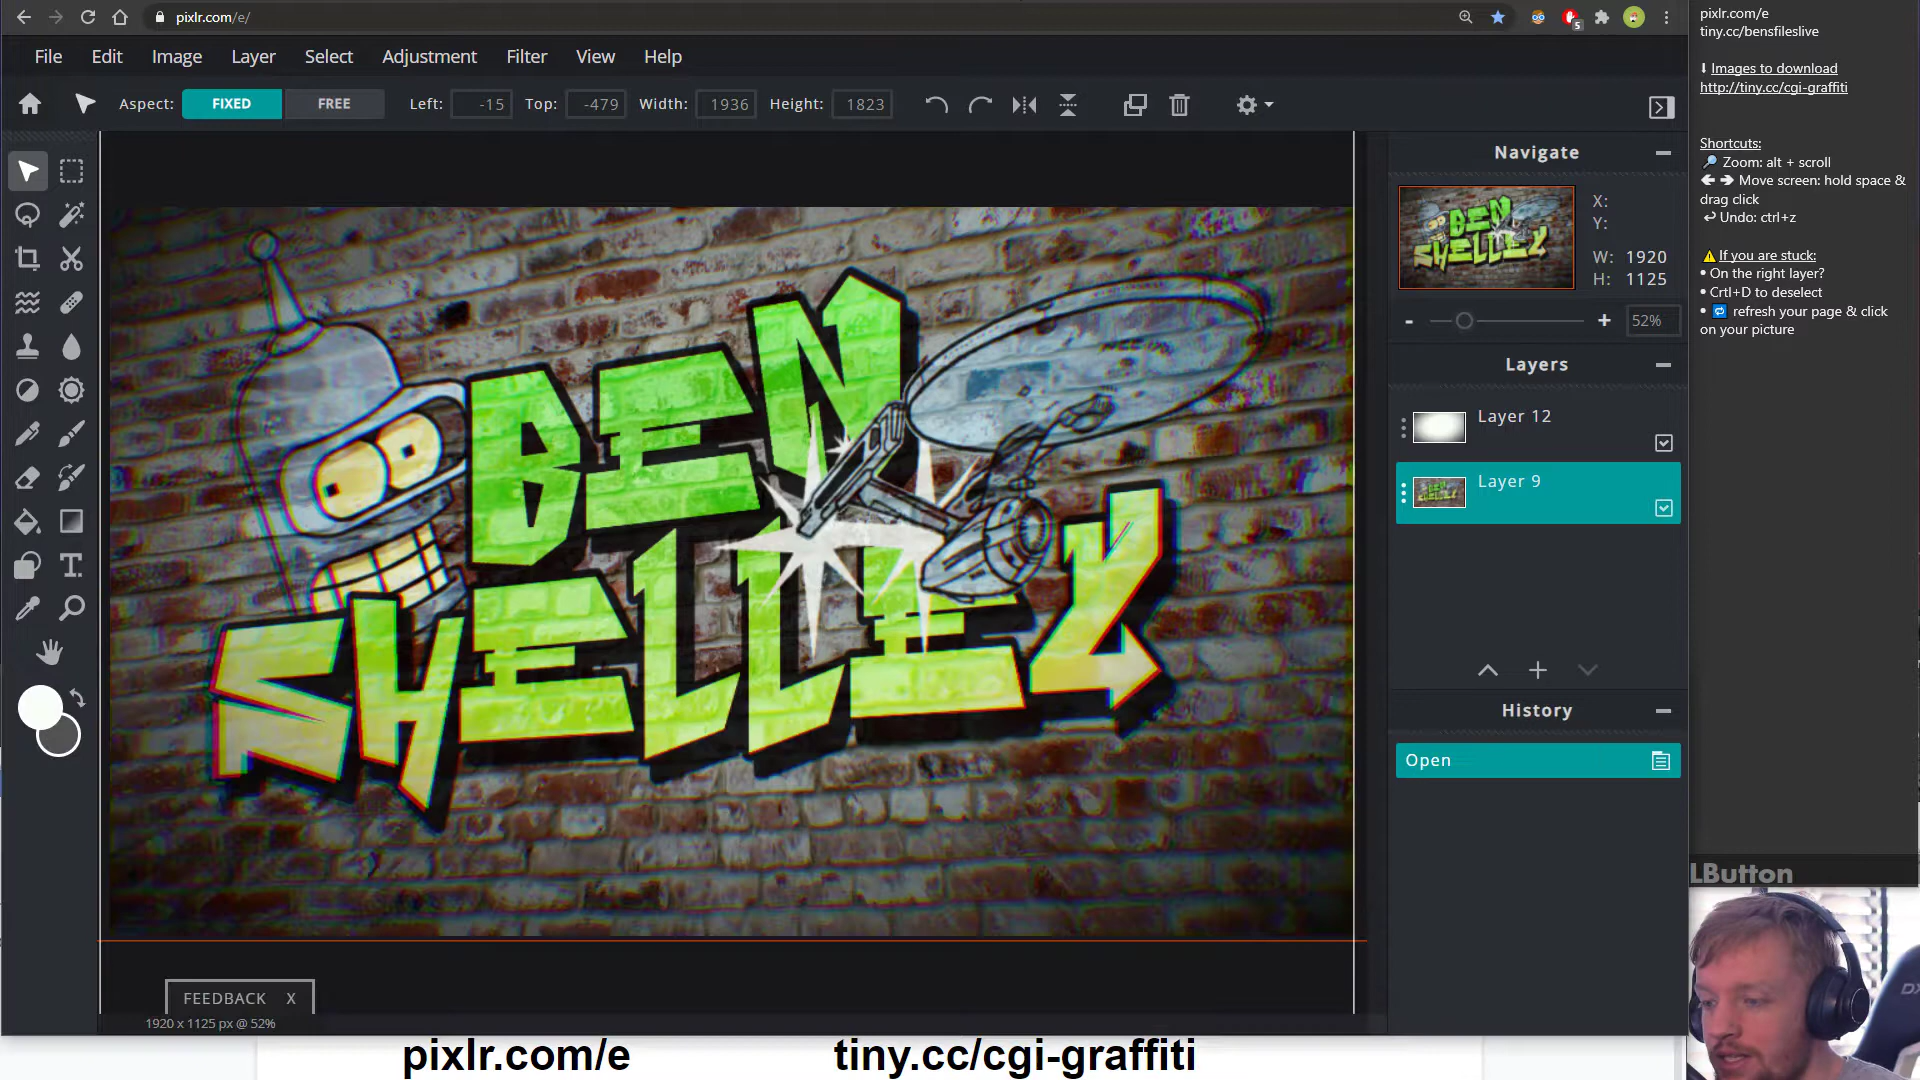 pixlr.com/e/
5
File Edit Image Layer Select Adjustment Filter View Help
Aspect: FIXED FREE Left: -15 Top: -479 Width: 1936 Height: 1823
Navigate
X:
Y:
W: 1920
H: 1125
- + 52%
Layers
Layer 12
Layer 9
History
Open
BEN
SHELLEY
FEEDBACK X
1920 x 1125 px @ 52%
pixlr.com/e tiny.cc/cgi-graffiti
pixlr.com/e
tiny.cc/bensfileslive
⬇ Images to download
http://tiny.cc/cgi-graffiti
Shortcuts:
🔎 Zoom: alt + scroll
🡰 🡲 Move screen: hold space &
drag click
↩ Undo: ctrl+z
⚠ If you are stuck:
• On the right layer?
• Crtl+D to deselect
• 🔁 refresh your page & click
on your picture
LButton
DX